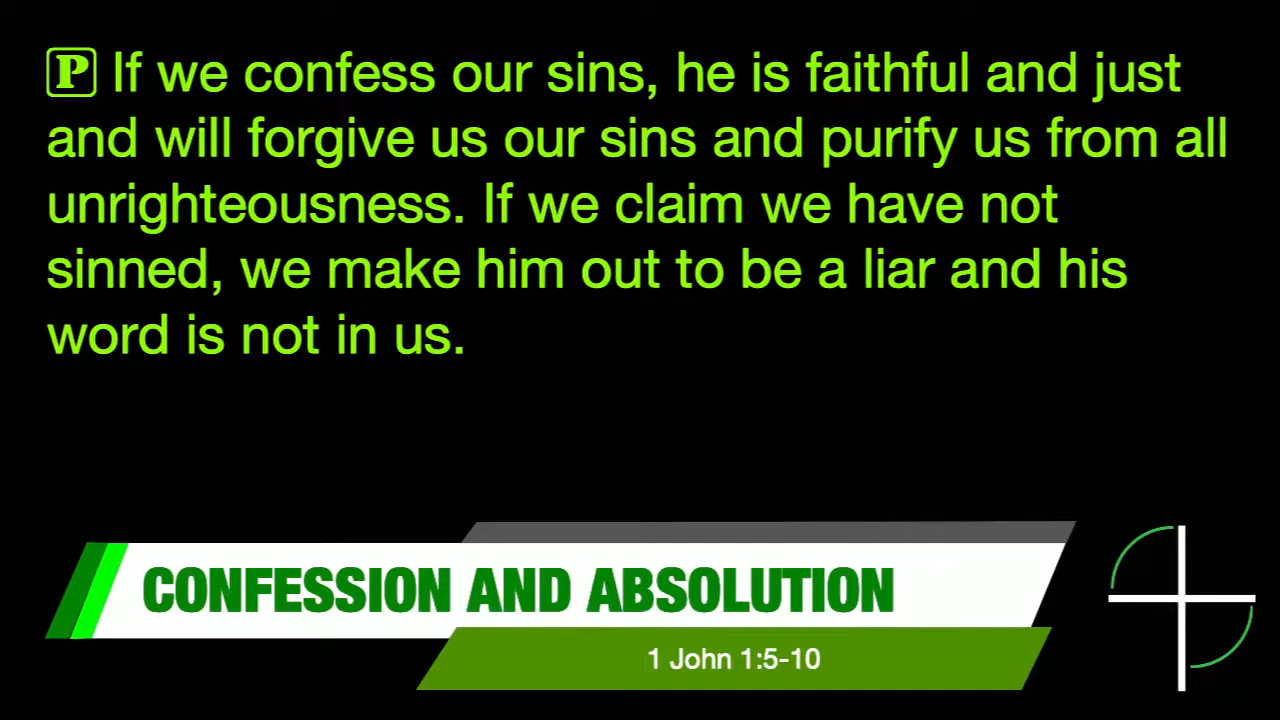 P If we confess our sins, he is faithful and just
and will forgive us our sins and purify us from all
unrighteousness. If we claim we have not
sinned, we make him out to be a liar and his
word is not in us.
CONFESSION AND ABSOLUTION
1 John 1:5-10